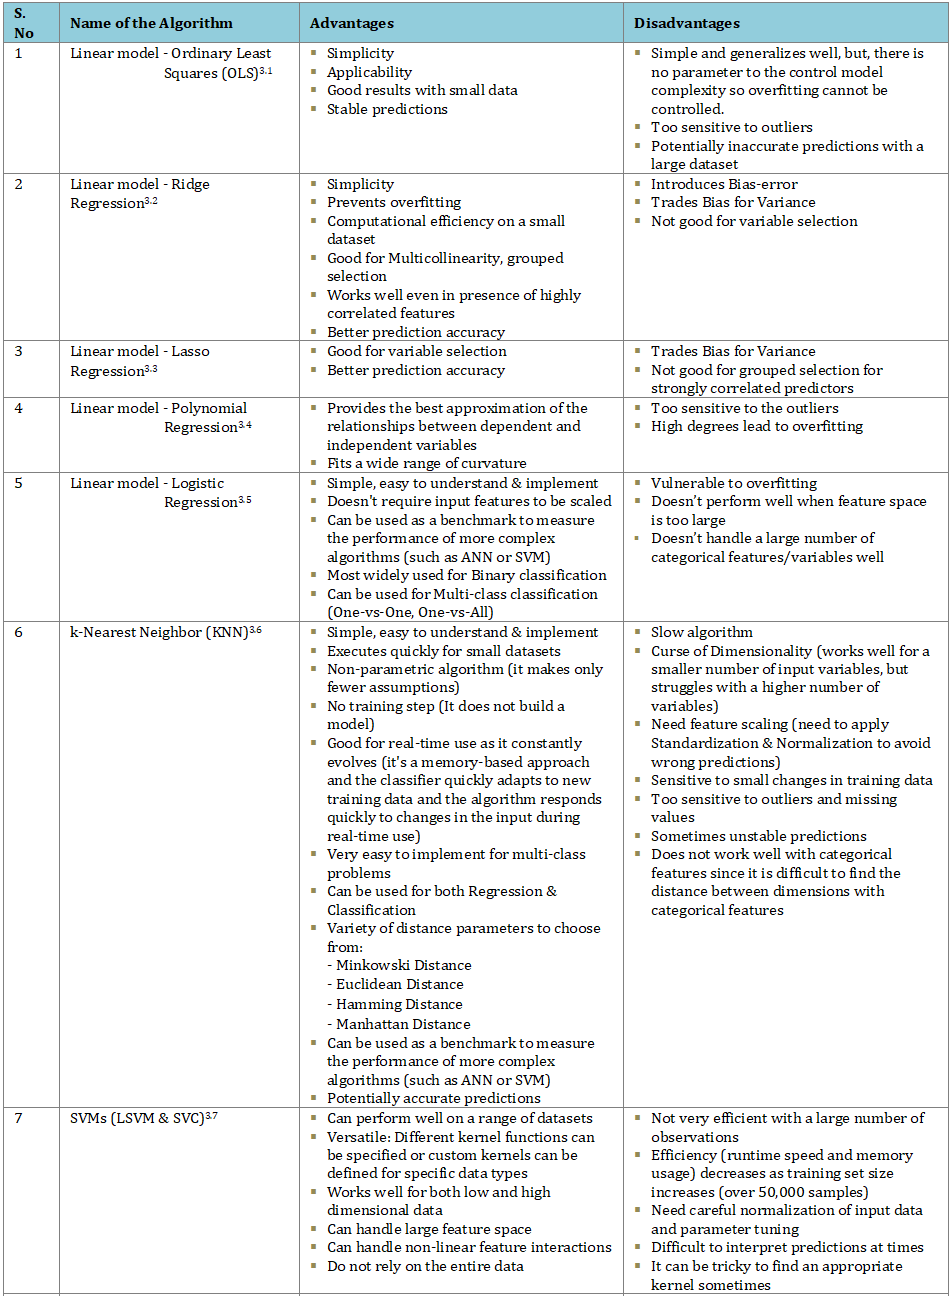 S. No
Name of the Algorithm
Advantages
Disadvantages
1
Linear model - Ordinary Least
Squares (OLS)3.1
▪ Simplicity
▪ Applicability
▪ Good results with small data
▪ Stable predictions
▪ Simple and generalizes well, but, there is
no parameter to the control model
complexity so overfitting cannot be
controlled.
▪ Too sensitive to outliers
▪ Potentially inaccurate predictions with a
large dataset
2
Linear model - Ridge
Regression3.2
▪ Simplicity
▪ Prevents overfitting
▪ Computational efficiency on a small
dataset
▪ Good for Multicollinearity, grouped
selection
▪ Works well even in presence of highly
correlated features
▪ Better prediction accuracy
▪ Introduces Bias-error
▪ Trades Bias for Variance
▪ Not good for variable selection
3
Linear model - Lasso
Regression3.3
▪ Good for variable selection
▪ Better prediction accuracy
▪ Trades Bias for Variance
▪ Not good for grouped selection for
strongly correlated predictors
4
Linear model - Polynomial
Regression3.4
▪ Provides the best approximation of the
relationships between dependent and
independent variables
▪ Fits a wide range of curvature
▪ Too sensitive to the outliers
▪ High degrees lead to overfitting
5
Linear model - Logistic
Regression3.5
▪ Simple, easy to understand & implement
▪ Doesn't require input features to be scaled
▪ Can be used as a benchmark to measure
the performance of more complex
algorithms (such as ANN or SVM)
▪ Most widely used for Binary classification
▪ Can be used for Multi-class classification
(One-vs-One, One-vs-All)
▪ Vulnerable to overfitting
▪ Doesn't perform well when feature space
is too large
▪ Doesn't handle a large number of
categorical features/variables well
6
k-Nearest Neighbor (KNN)3.6
▪ Simple, easy to understand & implement
▪ Executes quickly for small datasets
▪ Non-parametric algorithm (it makes only
fewer assumptions)
▪ No training step (It does not build a
model)
▪ Good for real-time use as it constantly
evolves (it's a memory-based approach
and the classifier quickly adapts to new
training data and the algorithm responds
quickly to changes in the input during
real-time use)
▪ Very easy to implement for multi-class
problems
▪ Can be used for both Regression &
Classification
▪ Variety of distance parameters to choose
from:
- Minkowski Distance
- Euclidean Distance
- Hamming Distance
- Manhattan Distance
▪ Can be used as a benchmark to measure
the performance of more complex
algorithms (such as ANN or SVM)
▪ Potentially accurate predictions
▪ Slow algorithm
▪ Curse of Dimensionality (works well for a
smaller number of input variables, but
struggles with a higher number of
variables)
▪ Need feature scaling (need to apply
Standardization & Normalization to avoid
wrong predictions)
▪ Sensitive to small changes in training data
▪ Too sensitive to outliers and missing
values
▪ Sometimes unstable predictions
▪ Does not work well with categorical
features since it is difficult to find the
distance between dimensions with
categorical features
7
SVMs (LSVM & SVC)3.7
▪ Can perform well on a range of datasets
▪ Versatile: Different kernel functions can
be specified or custom kernels can be
defined for specific data types
▪ Works well for both low and high
dimensional data
▪ Can handle large feature space
▪ Can handle non-linear feature interactions
▪ Do not rely on the entire data
▪ Not very efficient with a large number of
observations
▪ Efficiency (runtime speed and memory
usage) decreases as training set size
increases (over 50,000 samples)
▪ Need careful normalization of input data
and parameter tuning
▪ Difficult to interpret predictions at times
▪ It can be tricky to find an appropriate
kernel sometimes